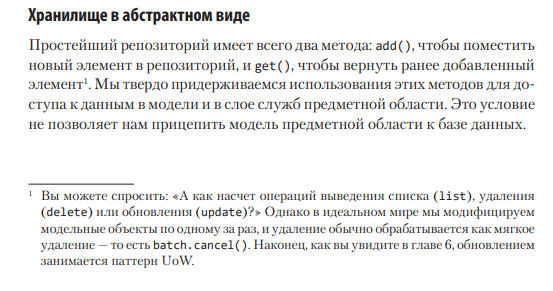 Хранилище в абстрактном виде
Простейший репозиторий имеет всего два метода: add(), чтобы поместить
новый элемент в репозиторий, и get(), чтобы вернуть ранее добавленный
элемент¹. Мы твердо придерживаемся использования этих методов для до-
ступа к данным в модели и в слое служб предметной области. Это условие
не позволяет нам прицепить модель предметной области к базе данных.
¹ Вы можете спросить: «А как насчет операций выведения списка (list), удаления
(delete) или обновления (update)?» Однако в идеальном мире мы модифицируем
модельные объекты по одному за раз, и удаление обычно обрабатывается как мягкое
удаление — то есть batch.cancel(). Наконец, как вы увидите в главе 6, обновлением
занимается паттерн UoW.